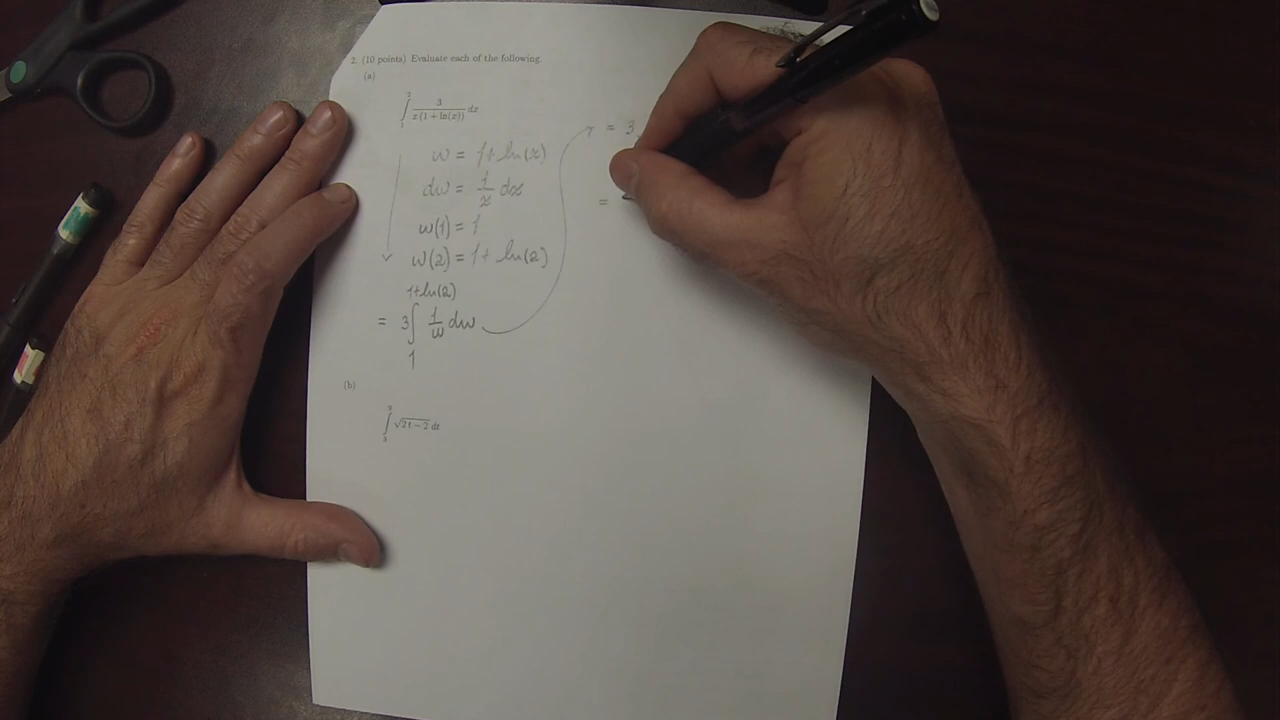 2. (10 points) Evaluate each of the following.
(a)
∫₁² 3/(x(1 + ln(x))) dx
w = 1 + ln(x)
dw = 1/x dx
w(1) = 1
w(2) = 1 + ln(2)
= 3 ∫₁^(1+ln(2)) 1/w dw
= 3
=
(b)
√2t − 2 dt